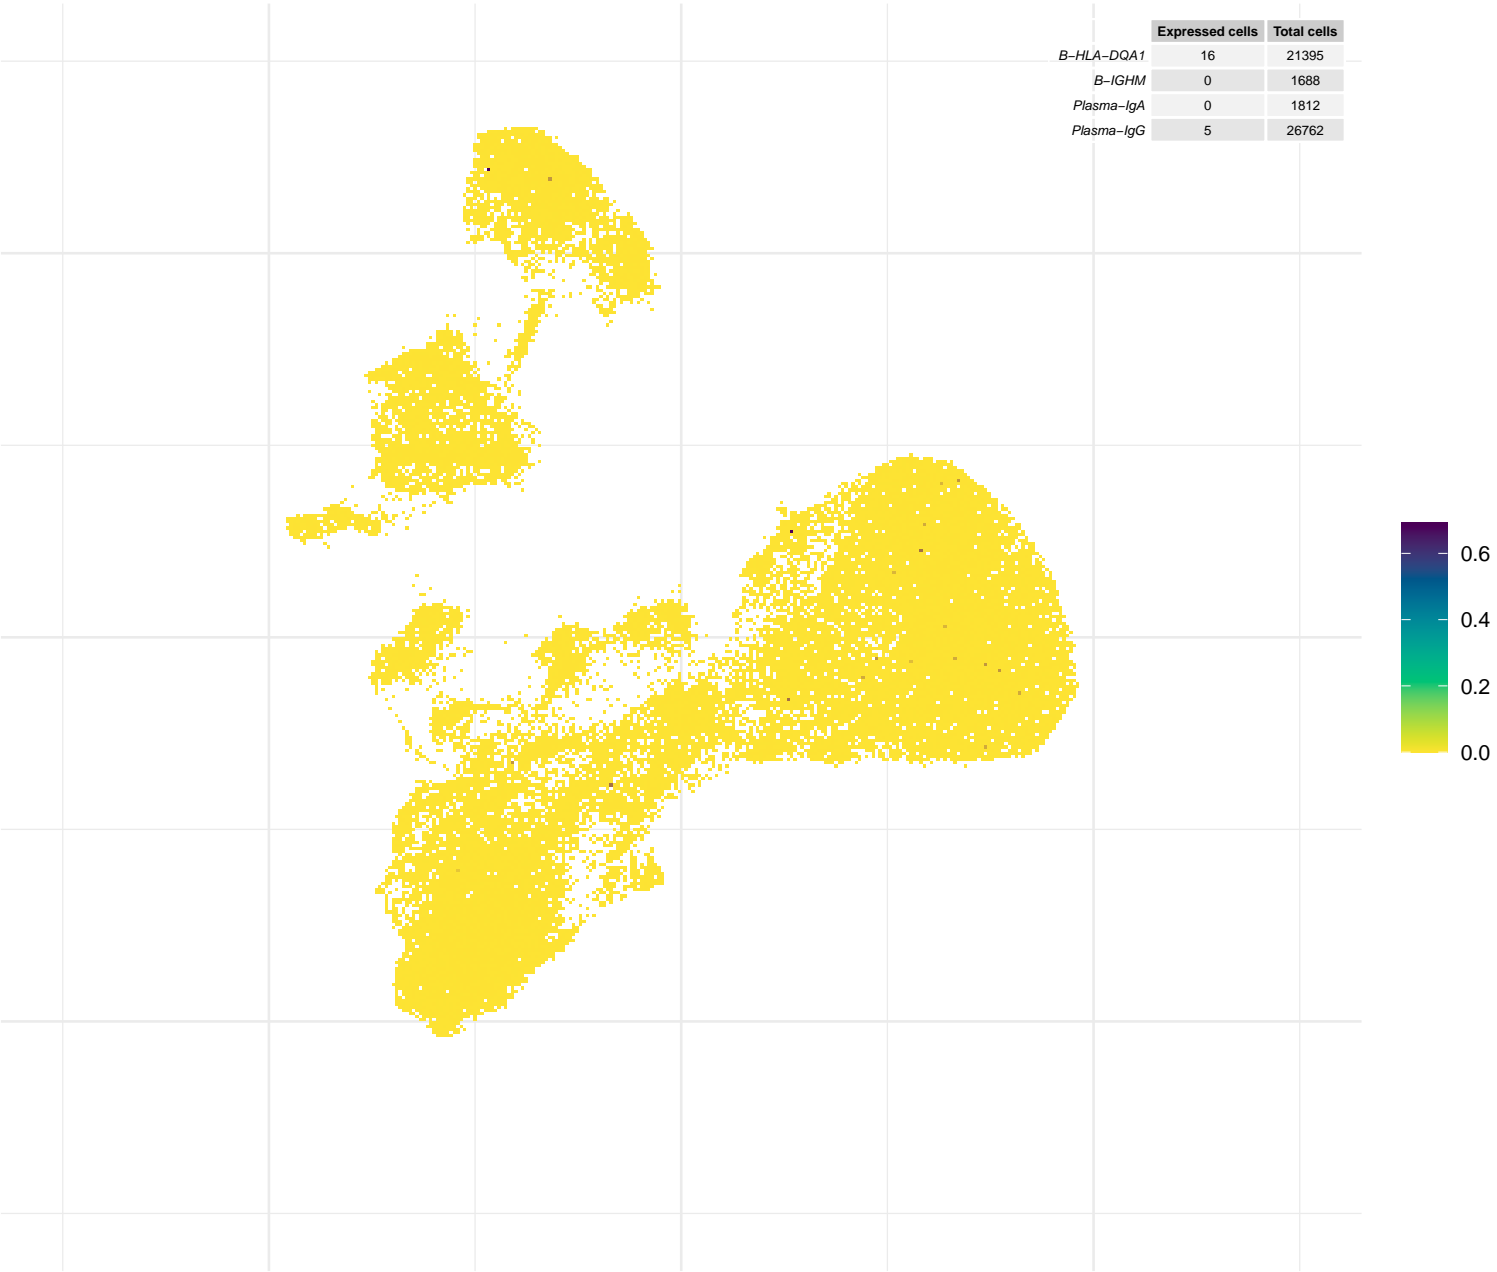 Expressed cells Total cells
B−HLA−DQA1 16 21395
B−IGHM 0 1688
Plasma−IgA 0 1812
Plasma−IgG 5 26762
0.6
0.4
0.2
0.0